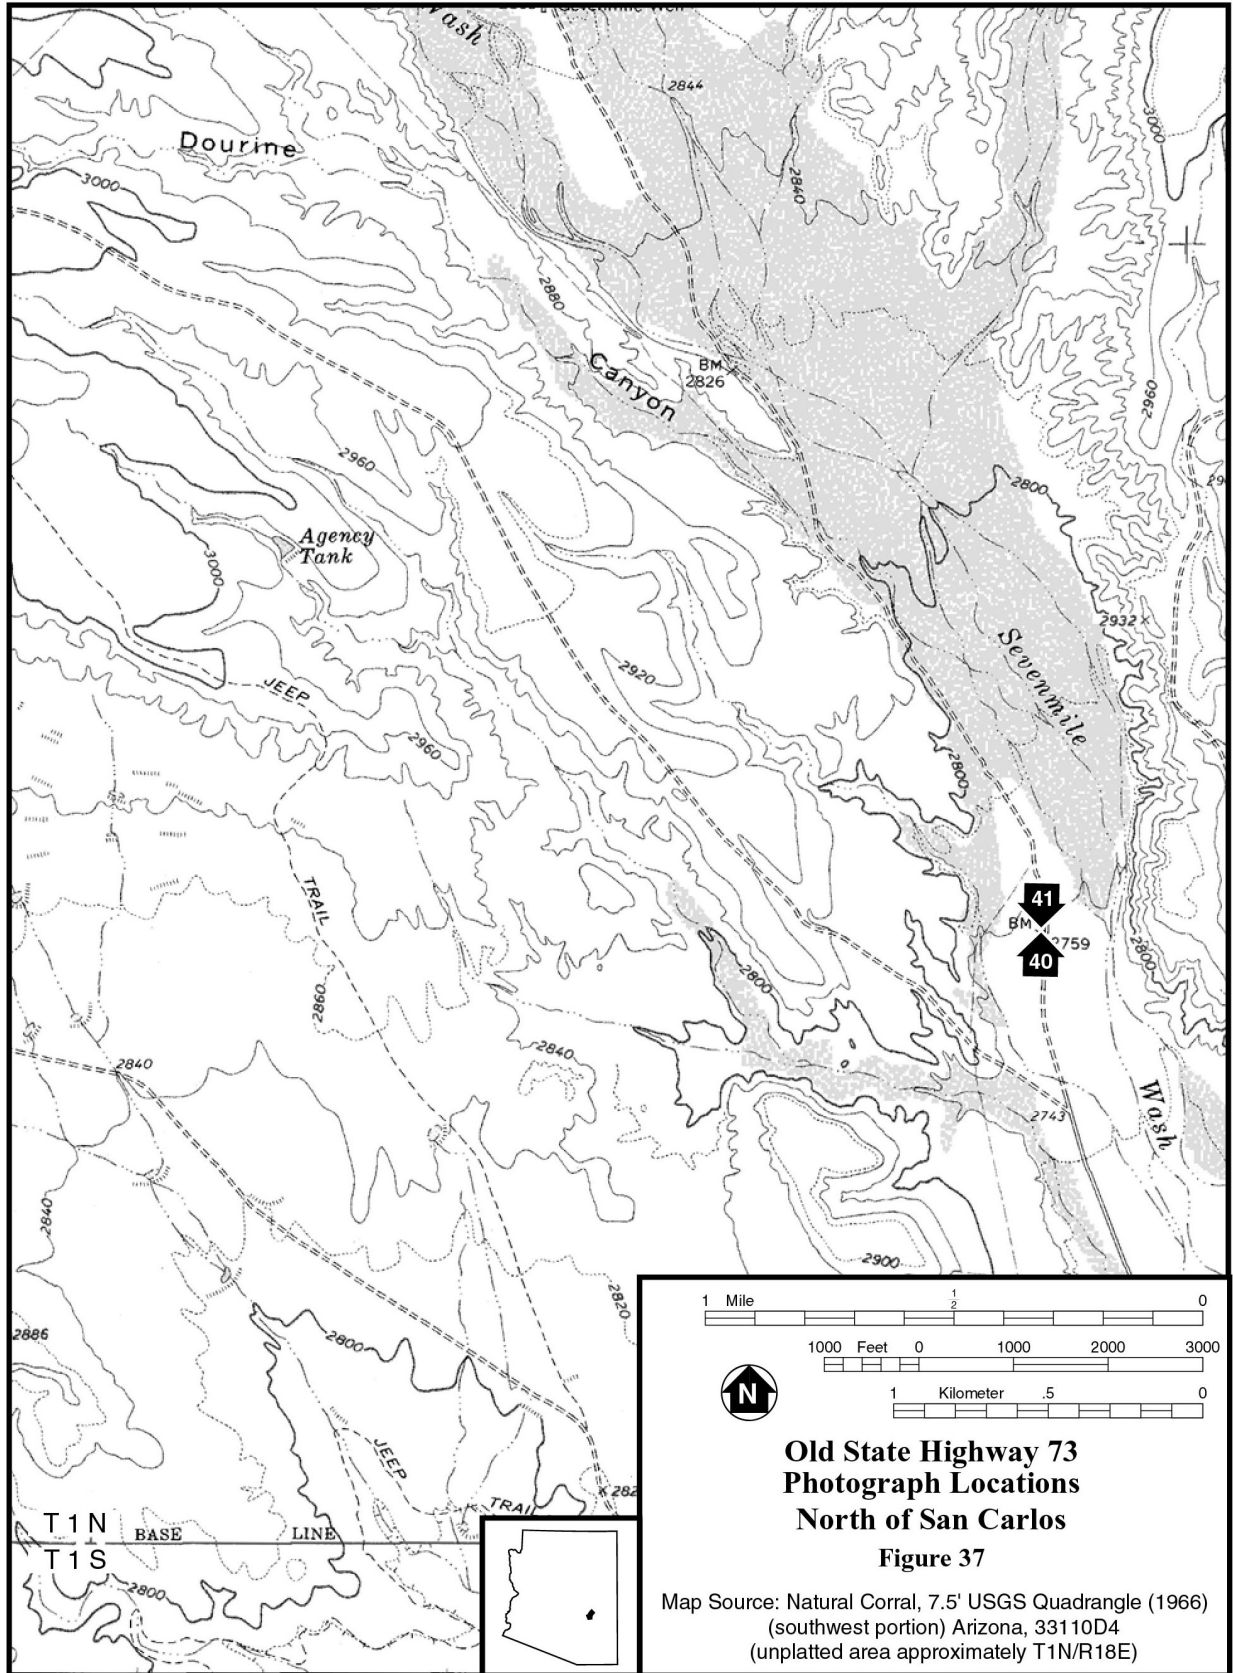 Wash
2844
Dourine
3000
2840
3000
2880
Canyon
BM
2826
2960
2960
2800
Agency
Tank
3000
2932
Sevenmile
2920
JEEP
2960
2800
TRAIL
41
BM
2759
40
2800
2800
2860
2840
2840
Wash
2743
2840
2900
2820
2886
2800
JEEP
TRAIL
T 1 N
BASE LINE
T 1 S
2800
1 Mile 1/2 0
1000 Feet 0 1000 2000 3000
1 Kilometer .5 0
N
Old State Highway 73
Photograph Locations
North of San Carlos
Figure 37
Map Source: Natural Corral, 7.5' USGS Quadrangle (1966)
(southwest portion) Arizona, 33110D4
(unplatted area approximately T1N/R18E)